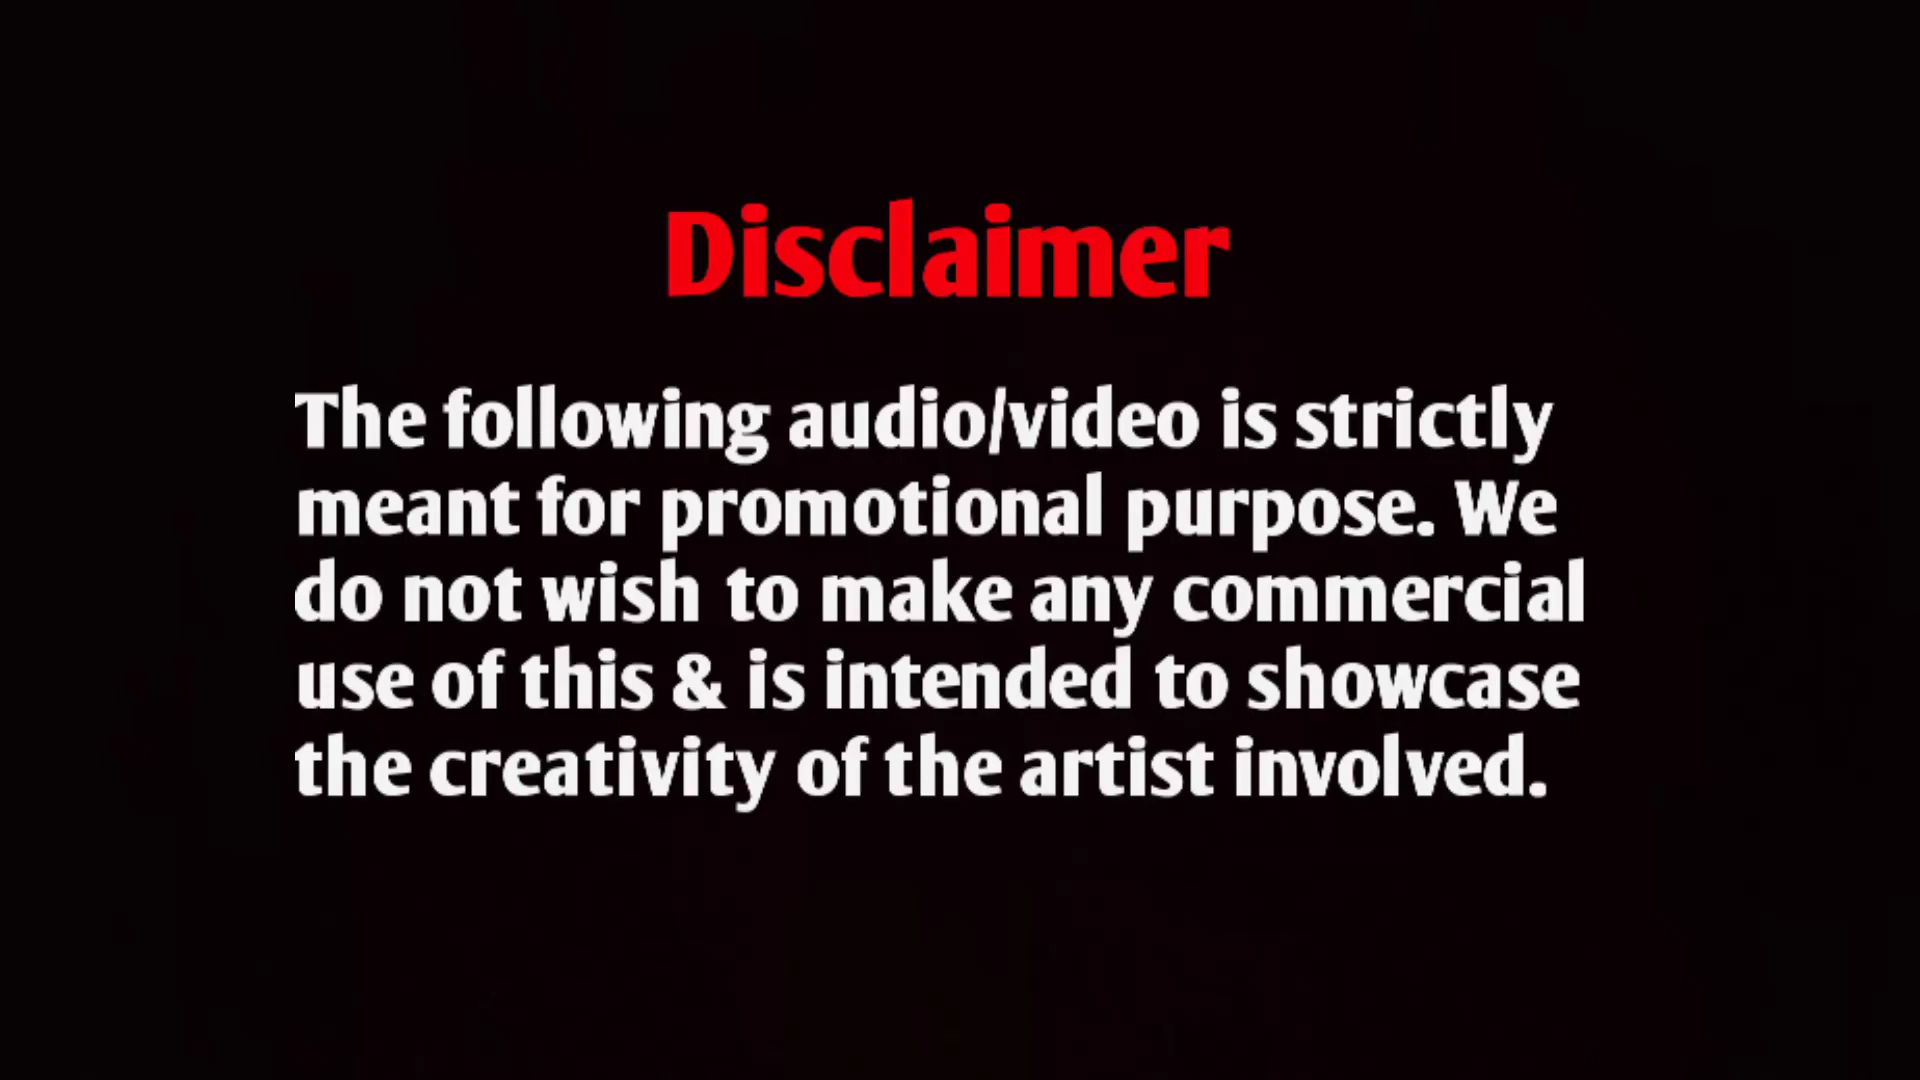 Disclaimer
The following audio/video is strictly
meant for promotional purpose. We
do not wish to make any commercial
use of this & is intended to showcase
the creativity of the artist involved.